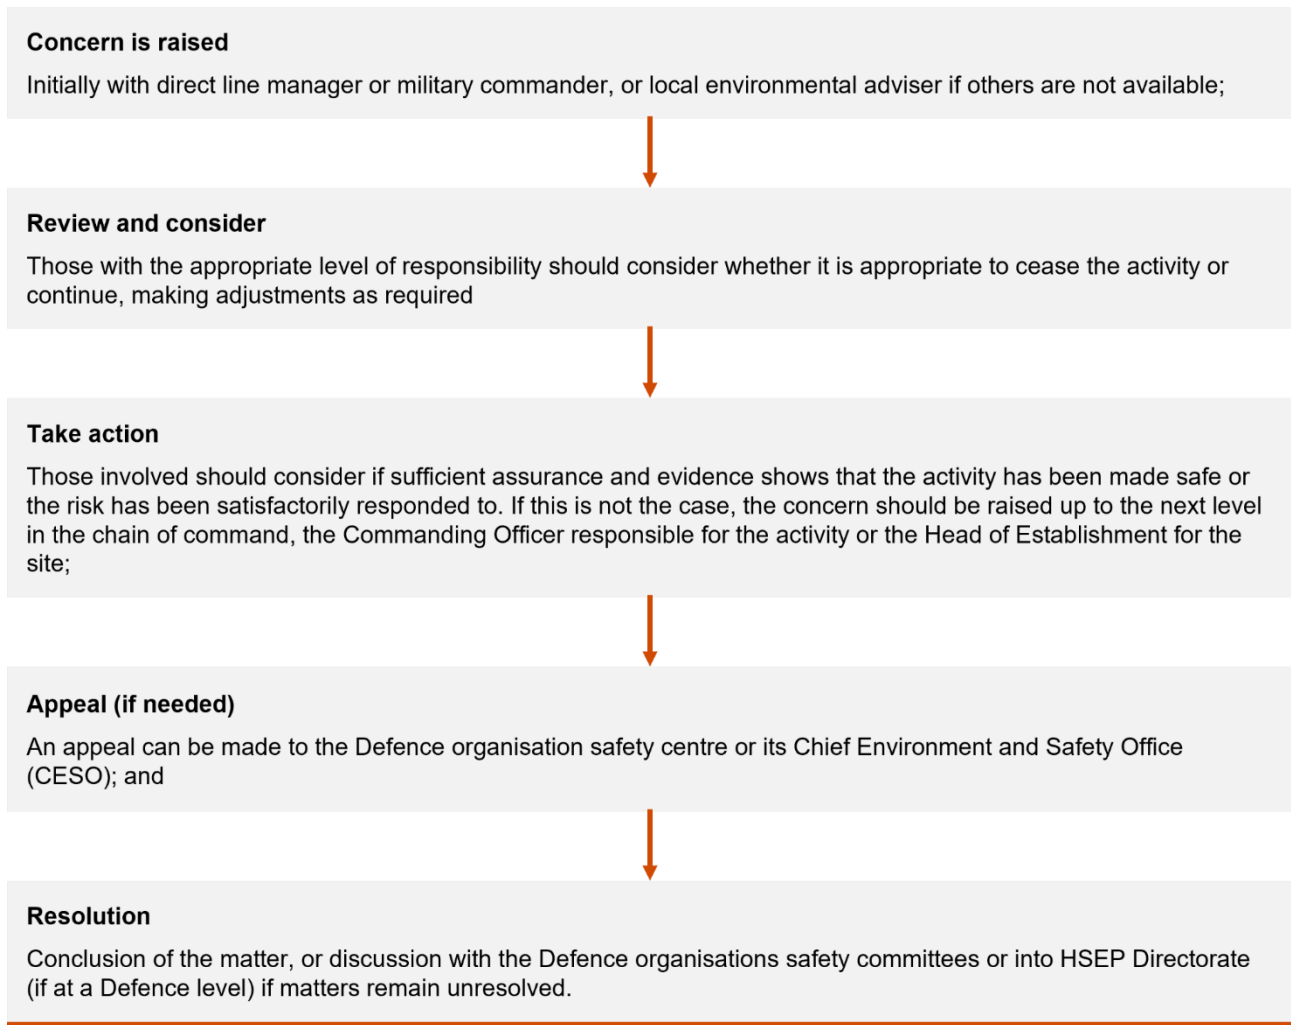 Concern is raised
Initially with direct line manager or military commander, or local environmental adviser if others are not available;
Review and consider
Those with the appropriate level of responsibility should consider whether it is appropriate to cease the activity or
continue, making adjustments as required
Take action
Those involved should consider if sufficient assurance and evidence shows that the activity has been made safe or
the risk has been satisfactorily responded to. If this is not the case, the concern should be raised up to the next level
in the chain of command, the Commanding Officer responsible for the activity or the Head of Establishment for the
site;
Appeal (if needed)
An appeal can be made to the Defence organisation safety centre or its Chief Environment and Safety Office
(CESO); and
Resolution
Conclusion of the matter, or discussion with the Defence organisations safety committees or into HSEP Directorate
(if at a Defence level) if matters remain unresolved.